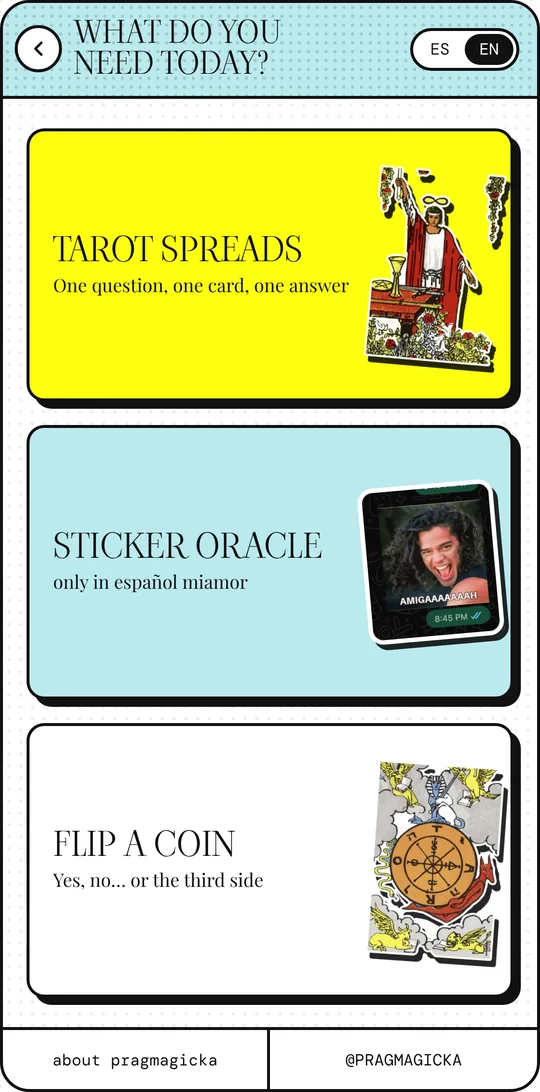 WHAT DO YOU
NEED TODAY?
ES
EN
TAROT SPREADS
One question, one card, one answer
STICKER ORACLE
only in español miamor
AMIGAAAAAAAH
8:45 PM
FLIP A COIN
Yes, no... or the third side
about pragmagicka
@PRAGMAGICKA